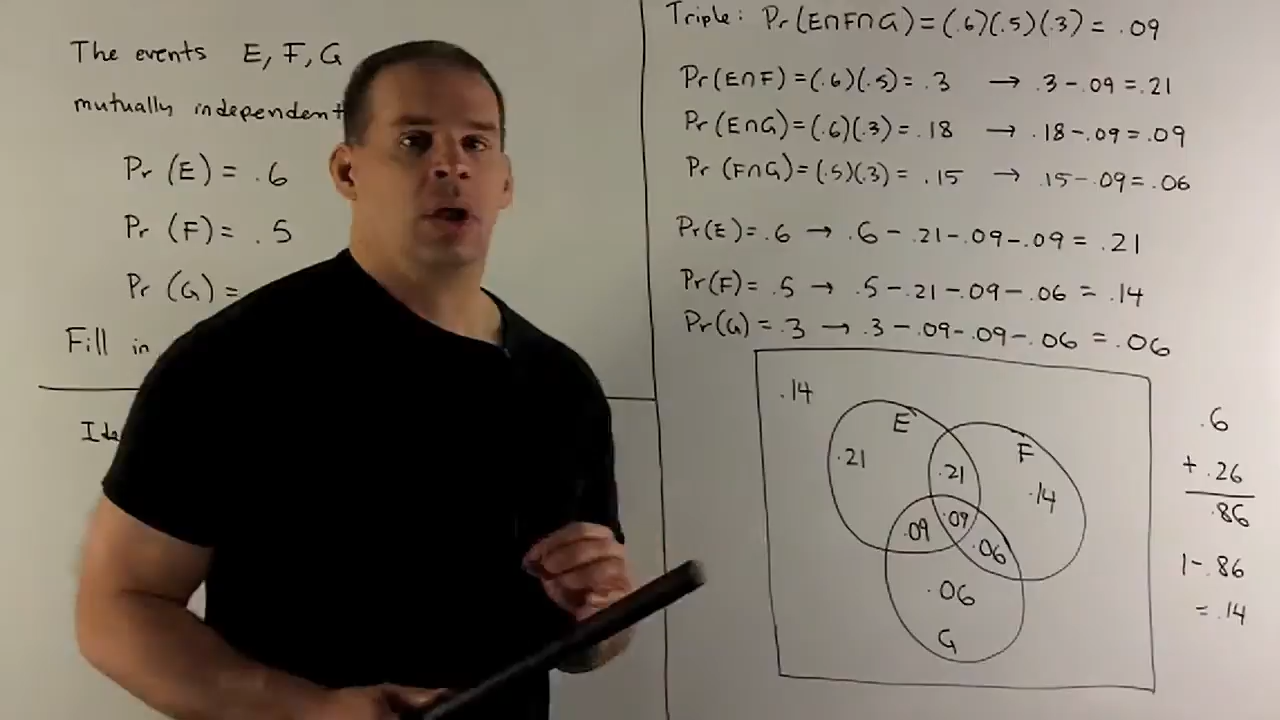 The events E, F, G
mutually independent
Pr (E) = .6
Pr (F) = .5
Pr (G) =
Fill in
Triple: Pr(E∩F∩G) = (.6)(.5)(.3) = .09
Pr(E∩F) = (.6)(.5) = .3 → .3 - .09 = .21
Pr(E∩G) = (.6)(.3) = .18 → .18 - .09 = .09
Pr (F∩G) = (.5)(.3) = .15 → .15 - .09 = .06
Pr(E) = .6 → .6 - .21 - .09 - .09 = .21
Pr(F) = .5 → .5 - .21 - .09 - .06 = .14
Pr(G) = .3 → .3 - .09 - .09 - .06 = .06
.14
E
F
.21
.21
.14
.09
.09
.06
.06
G
.6
+ .26
.86
1 - .86
= .14